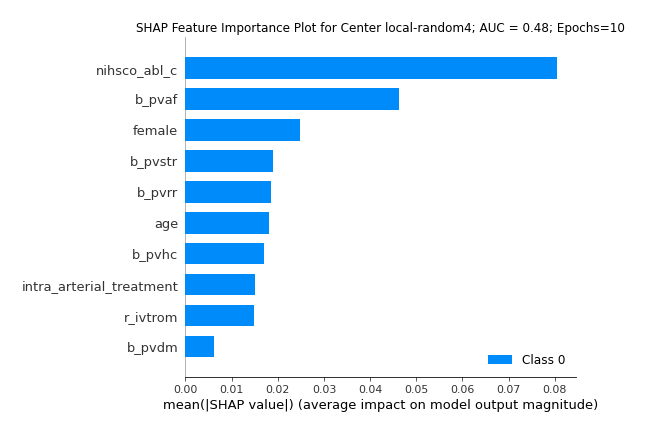 SHAP Feature Importance Plot for Center local-random4; AUC = 0.48; Epochs=10
nihsco_abl_c
b_pvaf
female
b_pvstr
b_pvrr
age
b_pvhc
intra_arterial_treatment
r_ivtrom
b_pvdm
Class 0
0.00 0.01 0.02 0.03 0.04 0.05 0.06 0.07 0.08
mean(|SHAP value|) (average impact on model output magnitude)